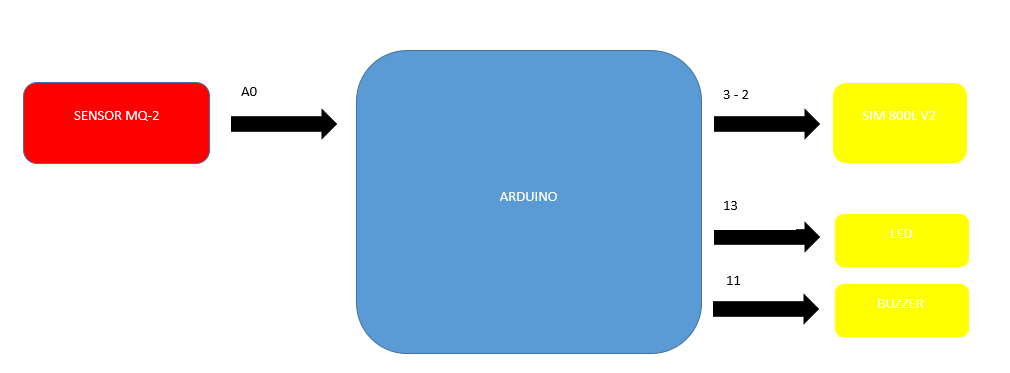 SENSOR MQ-2
A0
ARDUINO
3 - 2
SIM 800L V2
13
LED
11
BUZZER